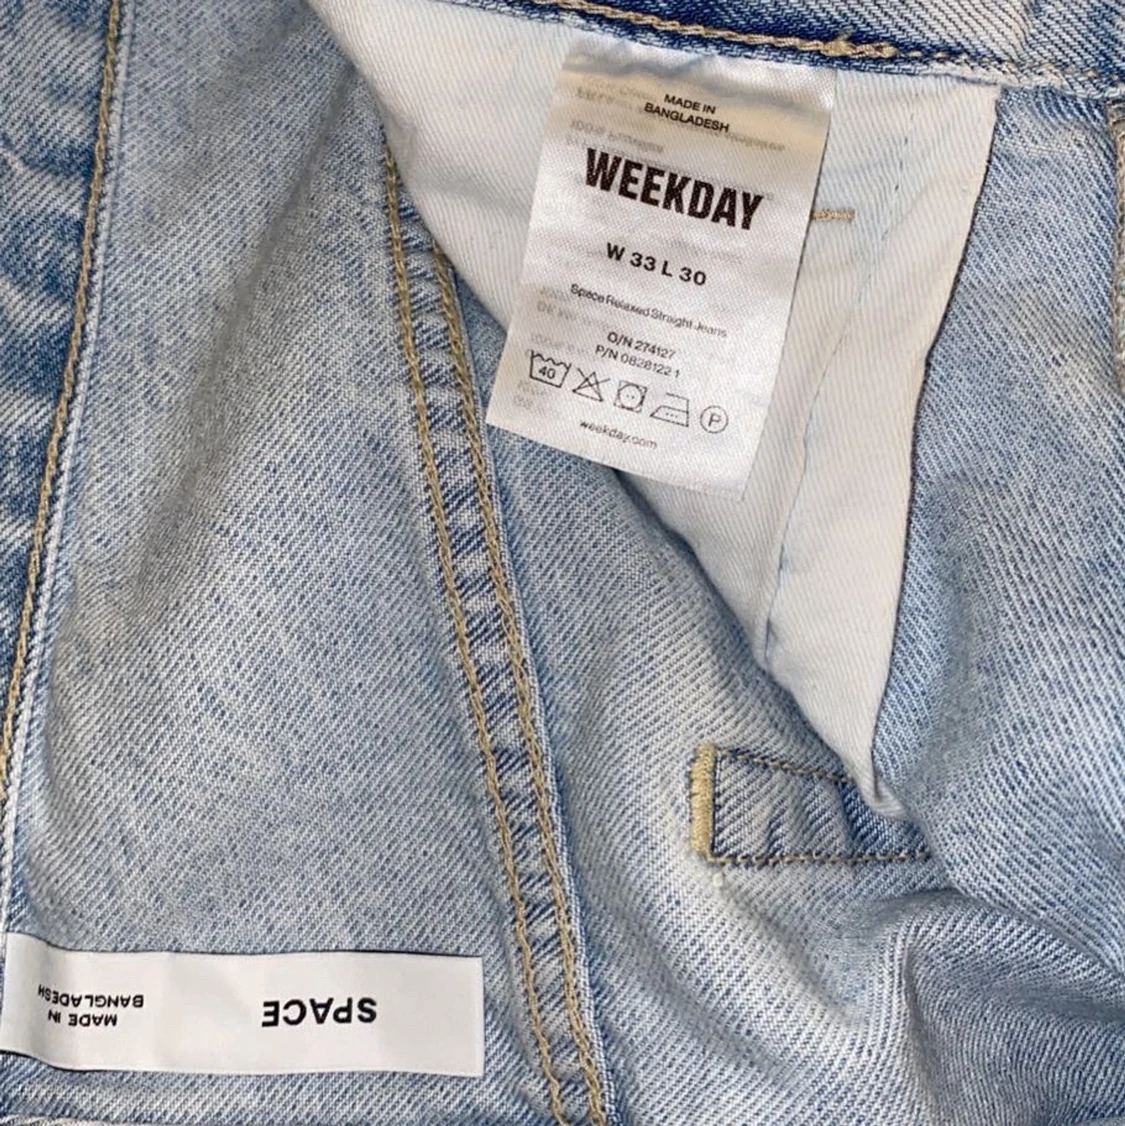 MADE IN
BANGLADESH
WEEKDAY
W 33 L 30
Space Relaxed Straight Jeans
O/N 274127
P/N 0828122 1
40
P
weekday.com
SPACE
MADE IN
BANGLADESH